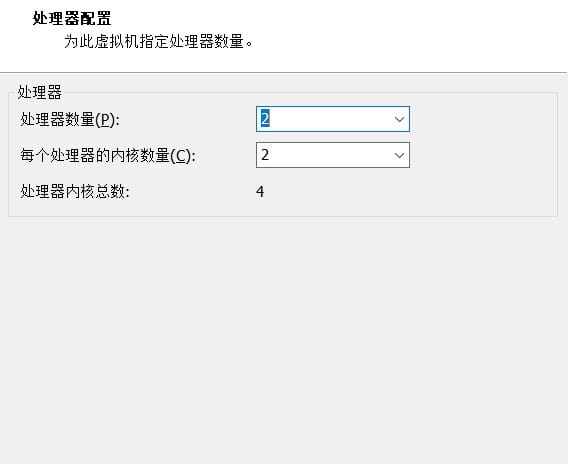 处理器配置
为此虚拟机指定处理器数量。
处理器
处理器数量(P):
2
每个处理器的内核数量(C):
2
处理器内核总数:
4